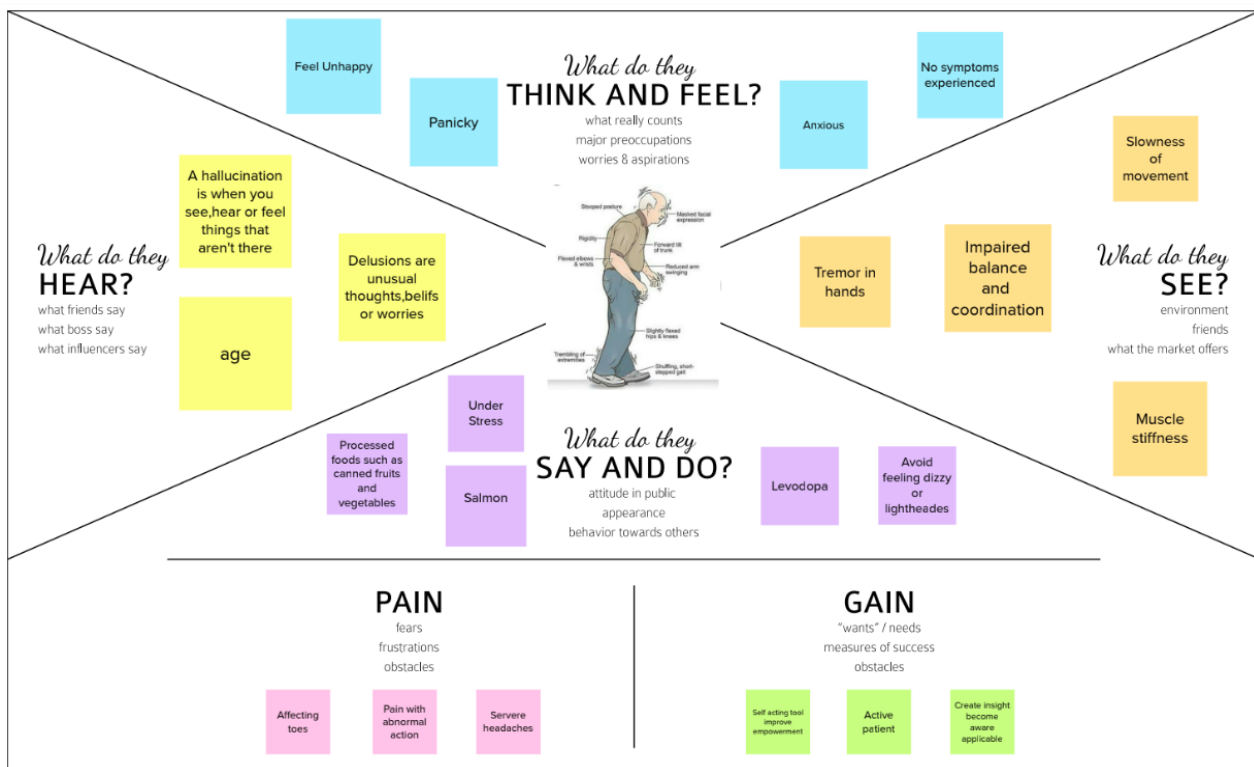 What do they
THINK AND FEEL?
what really counts
major preoccupations
worries & aspirations
Feel Unhappy
Panicky
Anxious
No symptoms
experienced
What do they
HEAR?
what friends say
what boss say
what influencers say
A hallucination
is when you
see,hear or feel
things that
aren't there
Delusions are
unusual
thoughts,belifs
or worries
age
Stooped posture
Masked facial
expression
Rigidity
Forward tilt
of trunk
Flexed elbows
& wrists
Reduced arm
swinging
Slightly flexed
hips & knees
Trembling of
extremities
Shuffling, short-
stepped gait
What do they
SEE?
environment
friends
what the market offers
Slowness
of
movement
Tremor in
hands
Impaired
balance
and
coordination
Muscle
stiffness
What do they
SAY AND DO?
attitude in public
appearance
behavior towards others
Under
Stress
Processed
foods such as
canned fruits
and
vegetables
Salmon
Levodopa
Avoid
feeling dizzy
or
lightheades
PAIN
fears
frustrations
obstacles
Affecting
toes
Pain with
abnormal
action
Servere
headaches
GAIN
"wants" / needs
measures of success
obstacles
Self acting tool
improve
empowerment
Active
patient
Create insight
become
aware
applicable